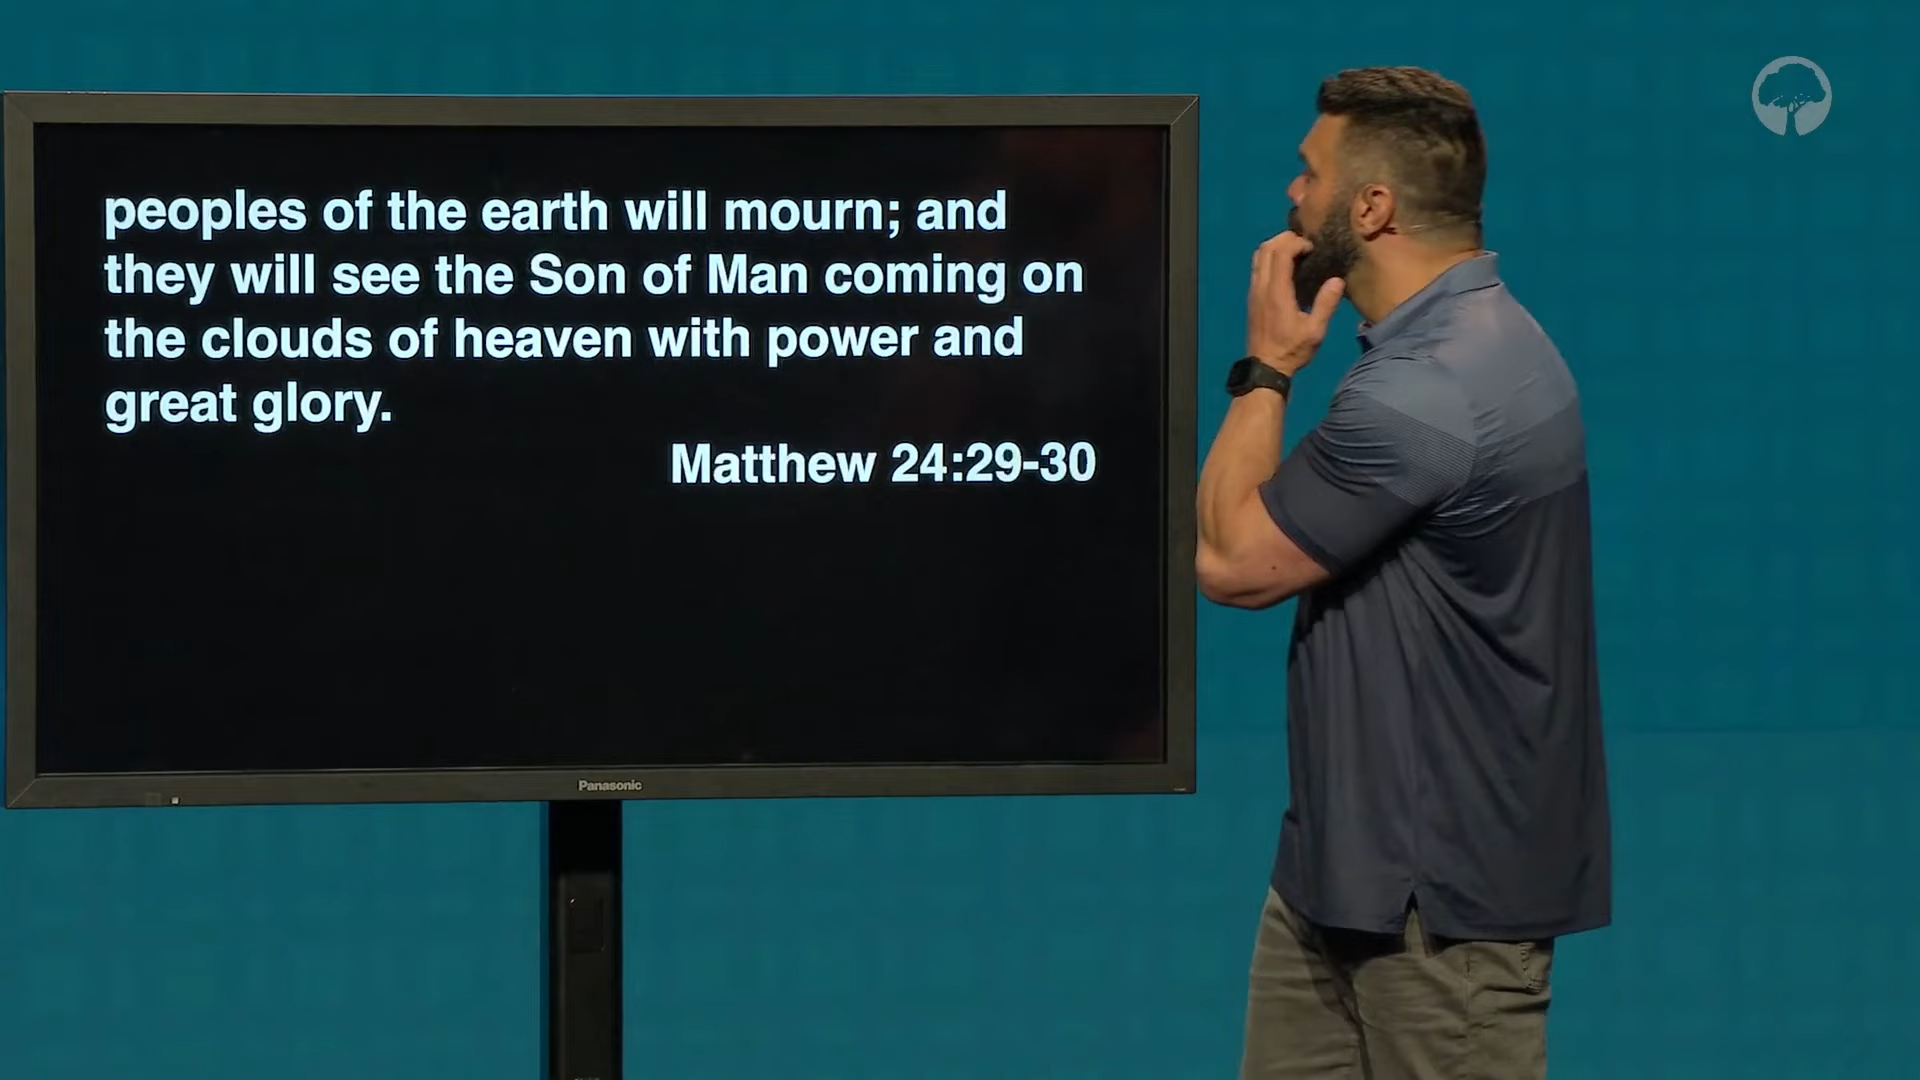 peoples of the earth will mourn; and
they will see the Son of Man coming on
the clouds of heaven with power and
great glory.
Matthew 24:29-30
Panasonic